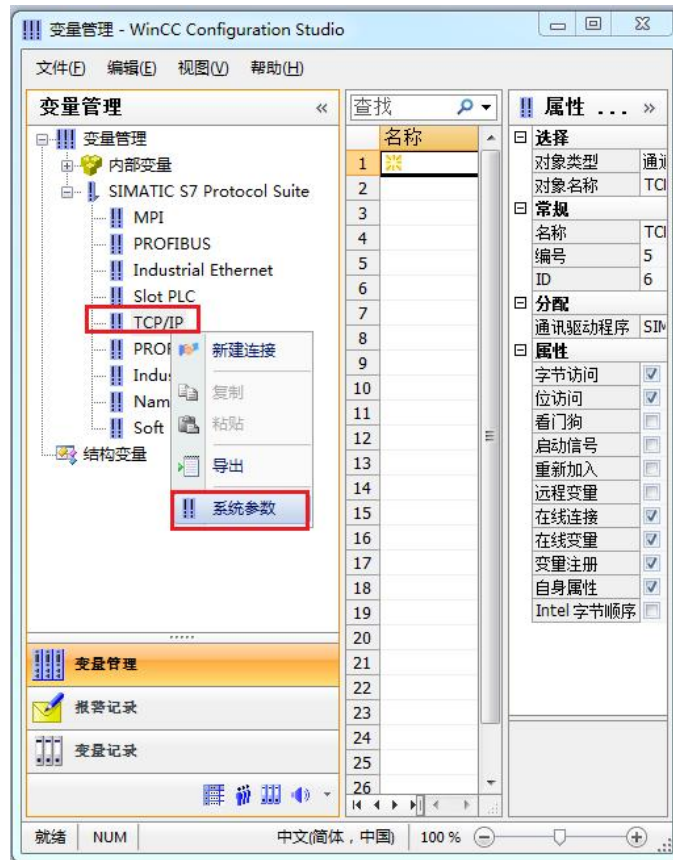 变量管理 - WinCC Configuration Studio
文件(F) 编辑(E) 视图(V) 帮助(H)
变量管理 «
变量管理
内部变量
SIMATIC S7 Protocol Suite
MPI
PROFIBUS
Industrial Ethernet
Slot PLC
TCP/IP
PROF
Indus
Nam
Soft
结构变量
新建连接
复制
粘贴
导出
系统参数
变量管理
报警记录
变量记录
查找
名称
1
2
3
4
5
6
7
8
9
10
11
12
13
14
15
16
17
18
19
20
21
22
23
24
25
26
属性 ... »
选择
对象类型 通讯
对象名称 TCI
常规
名称 TCI
编号 5
ID 6
分配
通讯驱动程序 SIM
属性
字节访问
位访问
看门狗
启动信号
重新加入
远程变量
在线连接
在线变量
变量注册
自身属性
Intel 字节顺序
就绪 NUM 中文(简体，中国) 100 %